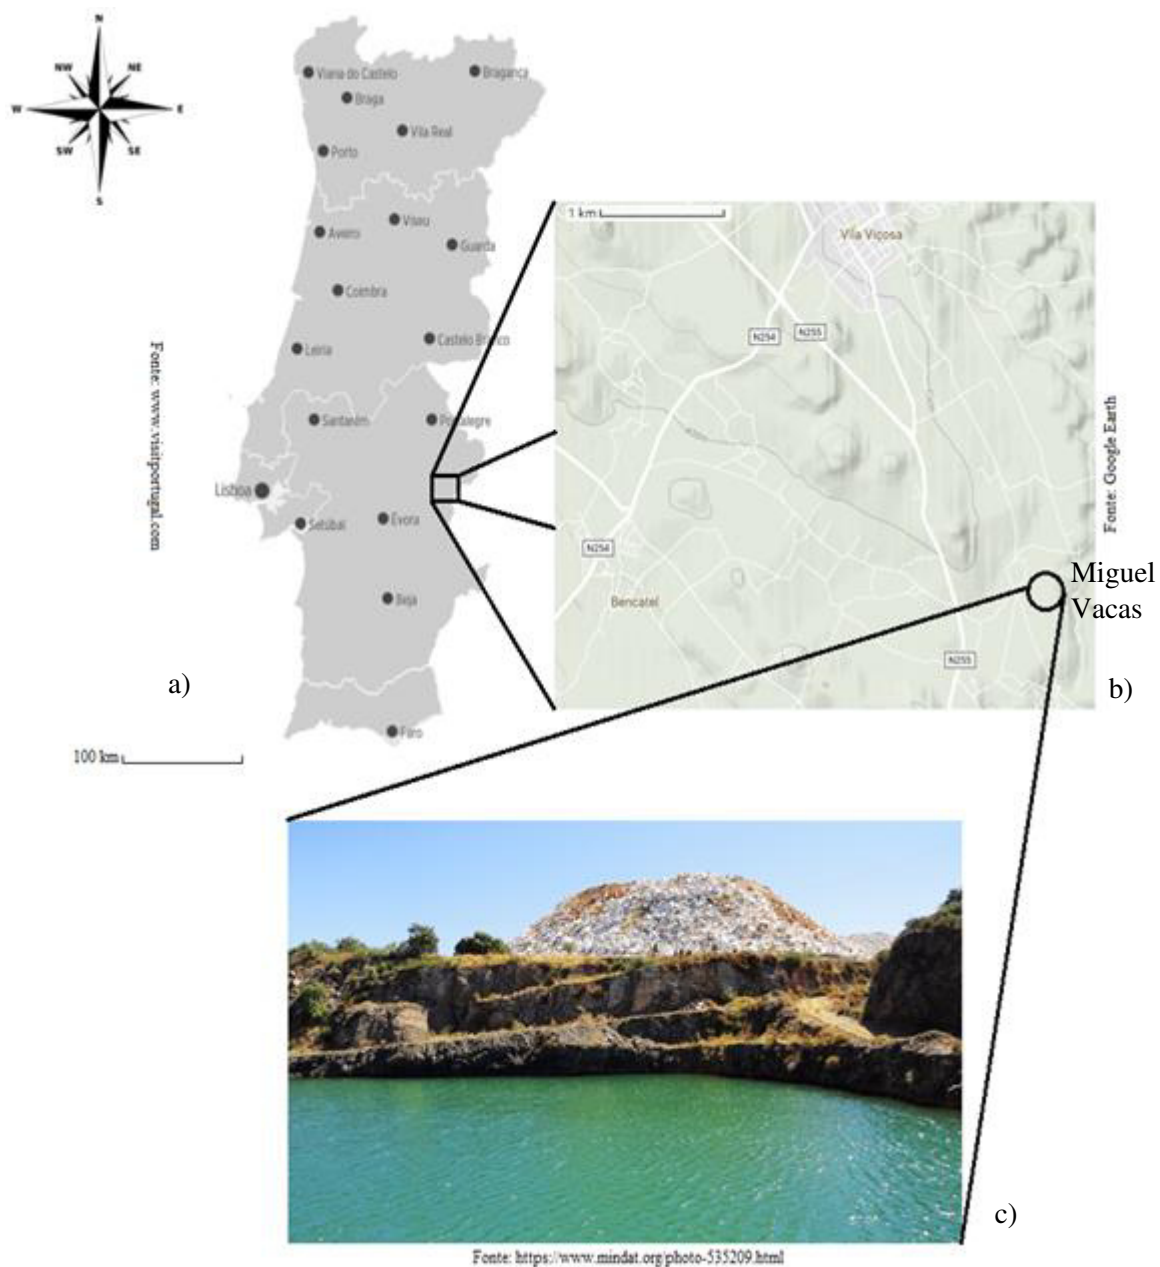 N
NW
NE
W
E
SW
SE
S
Viana do Castelo
Bragança
Braga
Vila Real
Porto
Viseu
Aveiro
Guarda
Coimbra
Castelo Branco
Leiria
Santarém
Portalegre
Lisboa
Setúbal
Évora
Beja
Faro
Fonte: www.visitportugal.com
a)
100 km
1 km
Vila Viçosa
N254
N255
N254
Bencatel
N255
Fonte: Google Earth
Miguel
Vacas
b)
c)
Fonte: https://www.mindat.org/photo-535209.html